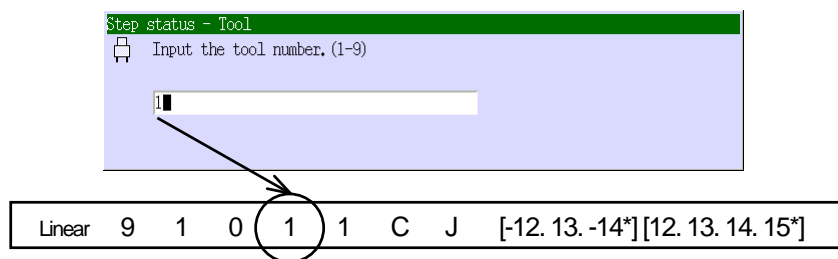 Step status - Tool
Input the tool number.(1-9)
1
Linear 9 1 0 1 1 C J [-12. 13. -14*] [12. 13. 14. 15*]